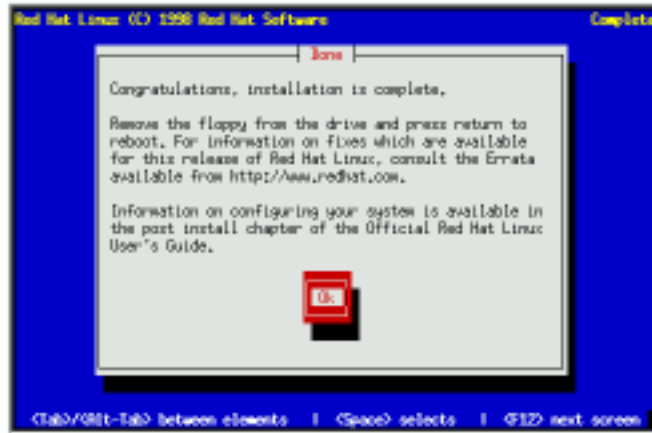 Red Hat Linux (C) 1998 Red Hat Software Complete
Done
Congratulations, installation is complete.
Remove the floppy from the drive and press return to
reboot. For information on fixes which are available
for this release of Red Hat Linux, consult the Errata
available from http://www.redhat.com.
Information on configuring your system is available in
the post install chapter of the Official Red Hat Linux
User's Guide.
Ok
<Tab>/<Alt-Tab> between elements | <Space> selects | <F12> next screen